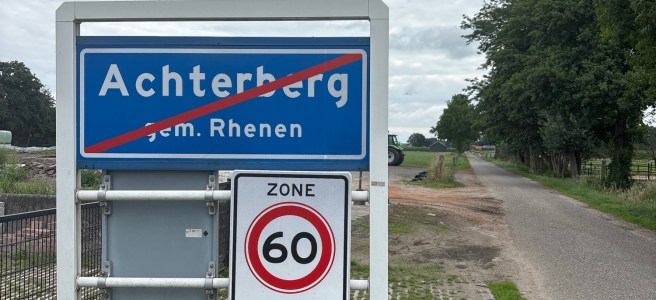 Achterberg
gem. Rhenen
ZONE
60